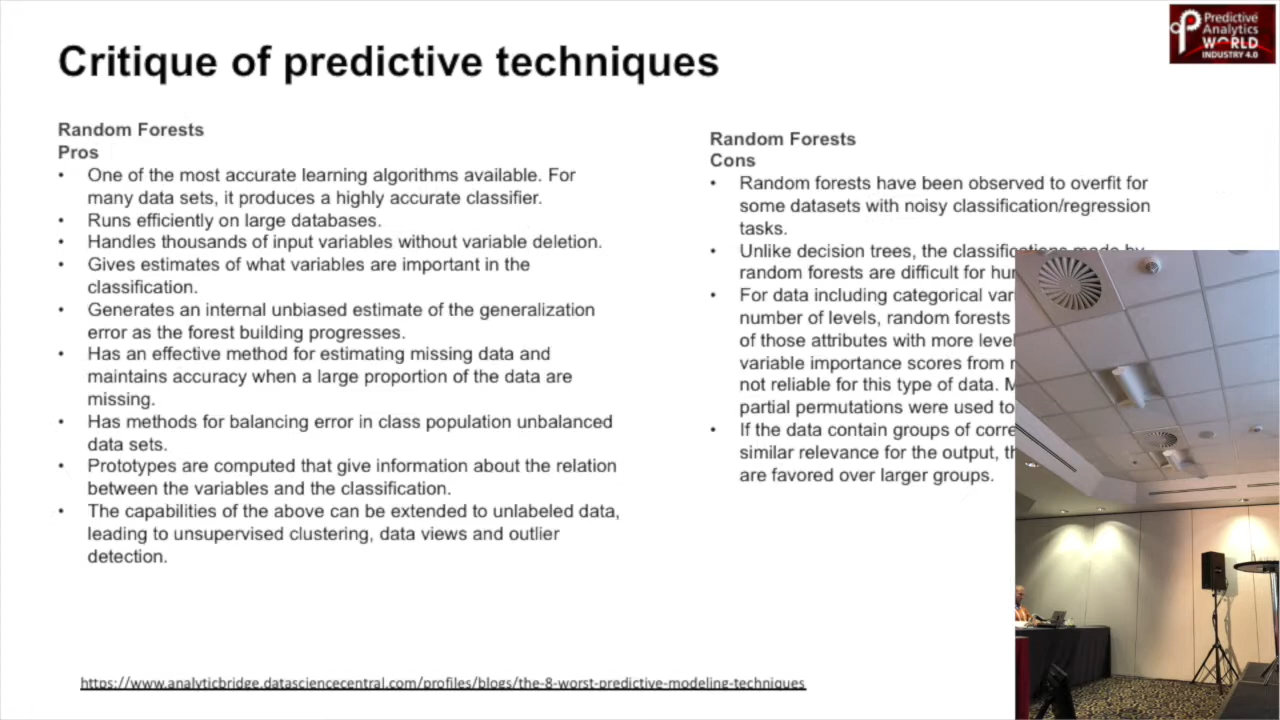 Critique of predictive techniques
Predictive
Analytics
WORLD
INDUSTRY 4.0
Random Forests
Pros
• One of the most accurate learning algorithms available. For
many data sets, it produces a highly accurate classifier.
• Runs efficiently on large databases.
• Handles thousands of input variables without variable deletion.
• Gives estimates of what variables are important in the
classification.
• Generates an internal unbiased estimate of the generalization
error as the forest building progresses.
• Has an effective method for estimating missing data and
maintains accuracy when a large proportion of the data are
missing.
• Has methods for balancing error in class population unbalanced
data sets.
• Prototypes are computed that give information about the relation
between the variables and the classification.
• The capabilities of the above can be extended to unlabeled data,
leading to unsupervised clustering, data views and outlier
detection.
Random Forests
Cons
• Random forests have been observed to overfit for
some datasets with noisy classification/regression
tasks.
• Unlike decision trees, the classifications made by
random forests are difficult for
• For data including categorical
number of levels, random forests
of those attributes with more
variable importance scores from
not reliable for this type of data.
partial permutations were used to
• If the data contain groups of
similar relevance for the output,
are favored over larger groups.
https://www.analyticbridge.datasciencecentral.com/profiles/blogs/the-8-worst-predictive-modeling-techniques